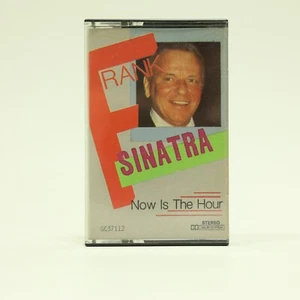 FRANK
SINATRA
Now Is The Hour
STEREO